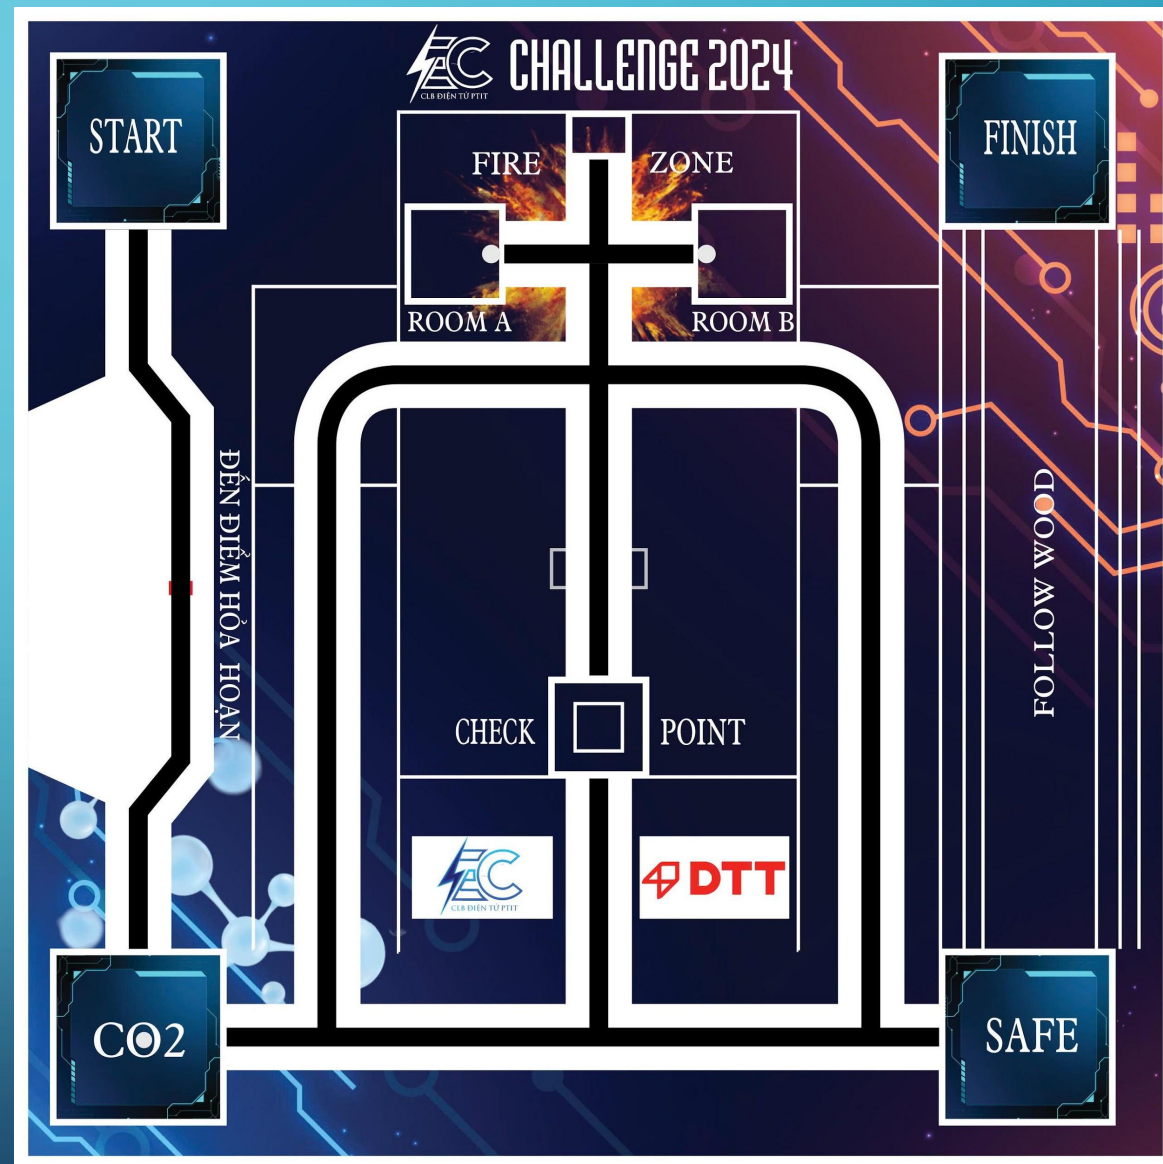 EC CHALLENGE 2024
CLB ĐIỆN TỬ PTIT
START
FINISH
FIRE ZONE
ROOM A
ROOM B
ĐẾN ĐIỂM HỎA HOẠN
FOLLOW WOOD
CHECK POINT
CLB ĐIỆN TỬ PTIT
DTT
CO2
SAFE